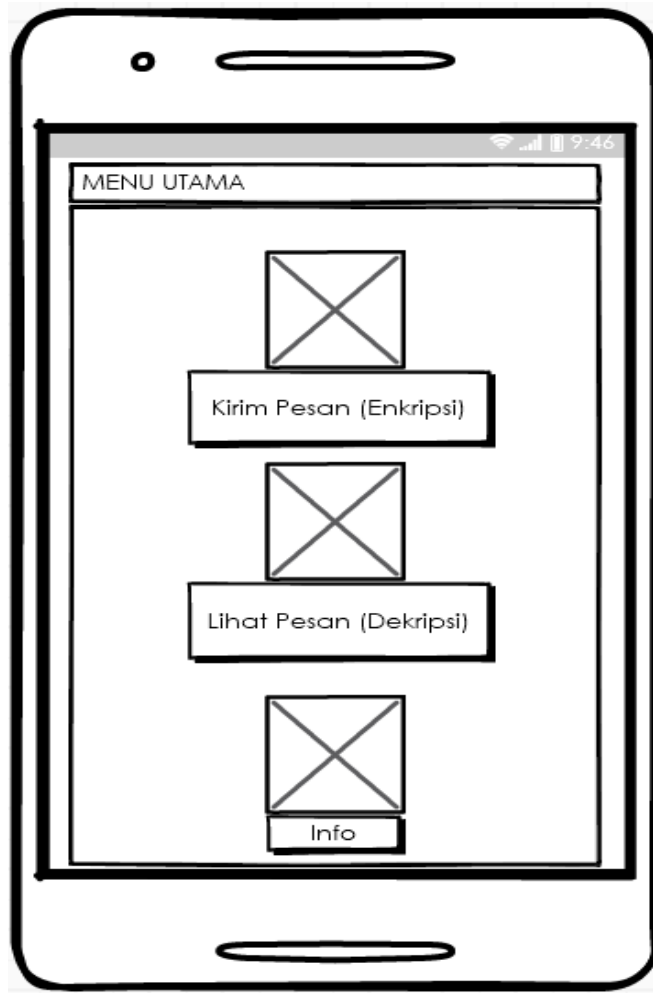 9:46
MENU UTAMA
Kirim Pesan (Enkripsi)
Lihat Pesan (Dekripsi)
Info